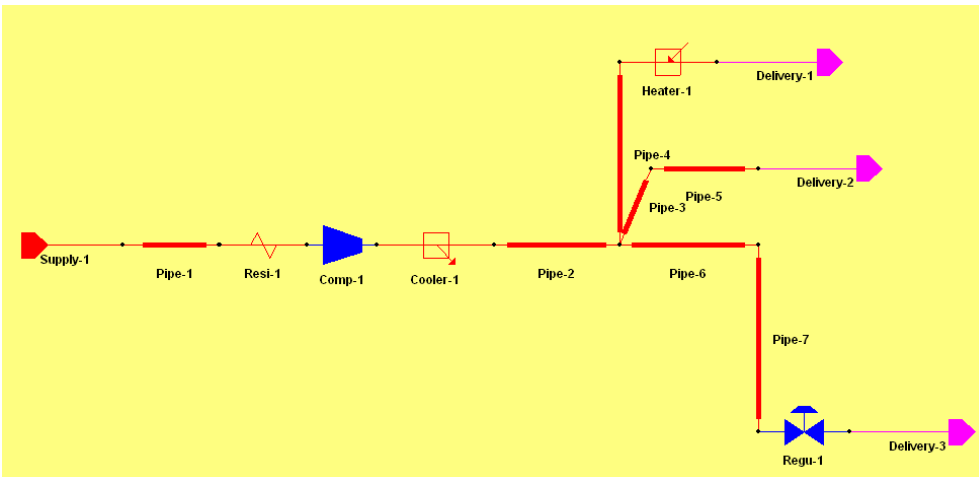 Heater-1
Delivery-1
Pipe-4
Pipe-5
Delivery-2
Pipe-3
Supply-1
Pipe-1
Resi-1
Comp-1
Cooler-1
Pipe-2
Pipe-6
Pipe-7
Regu-1
Delivery-3